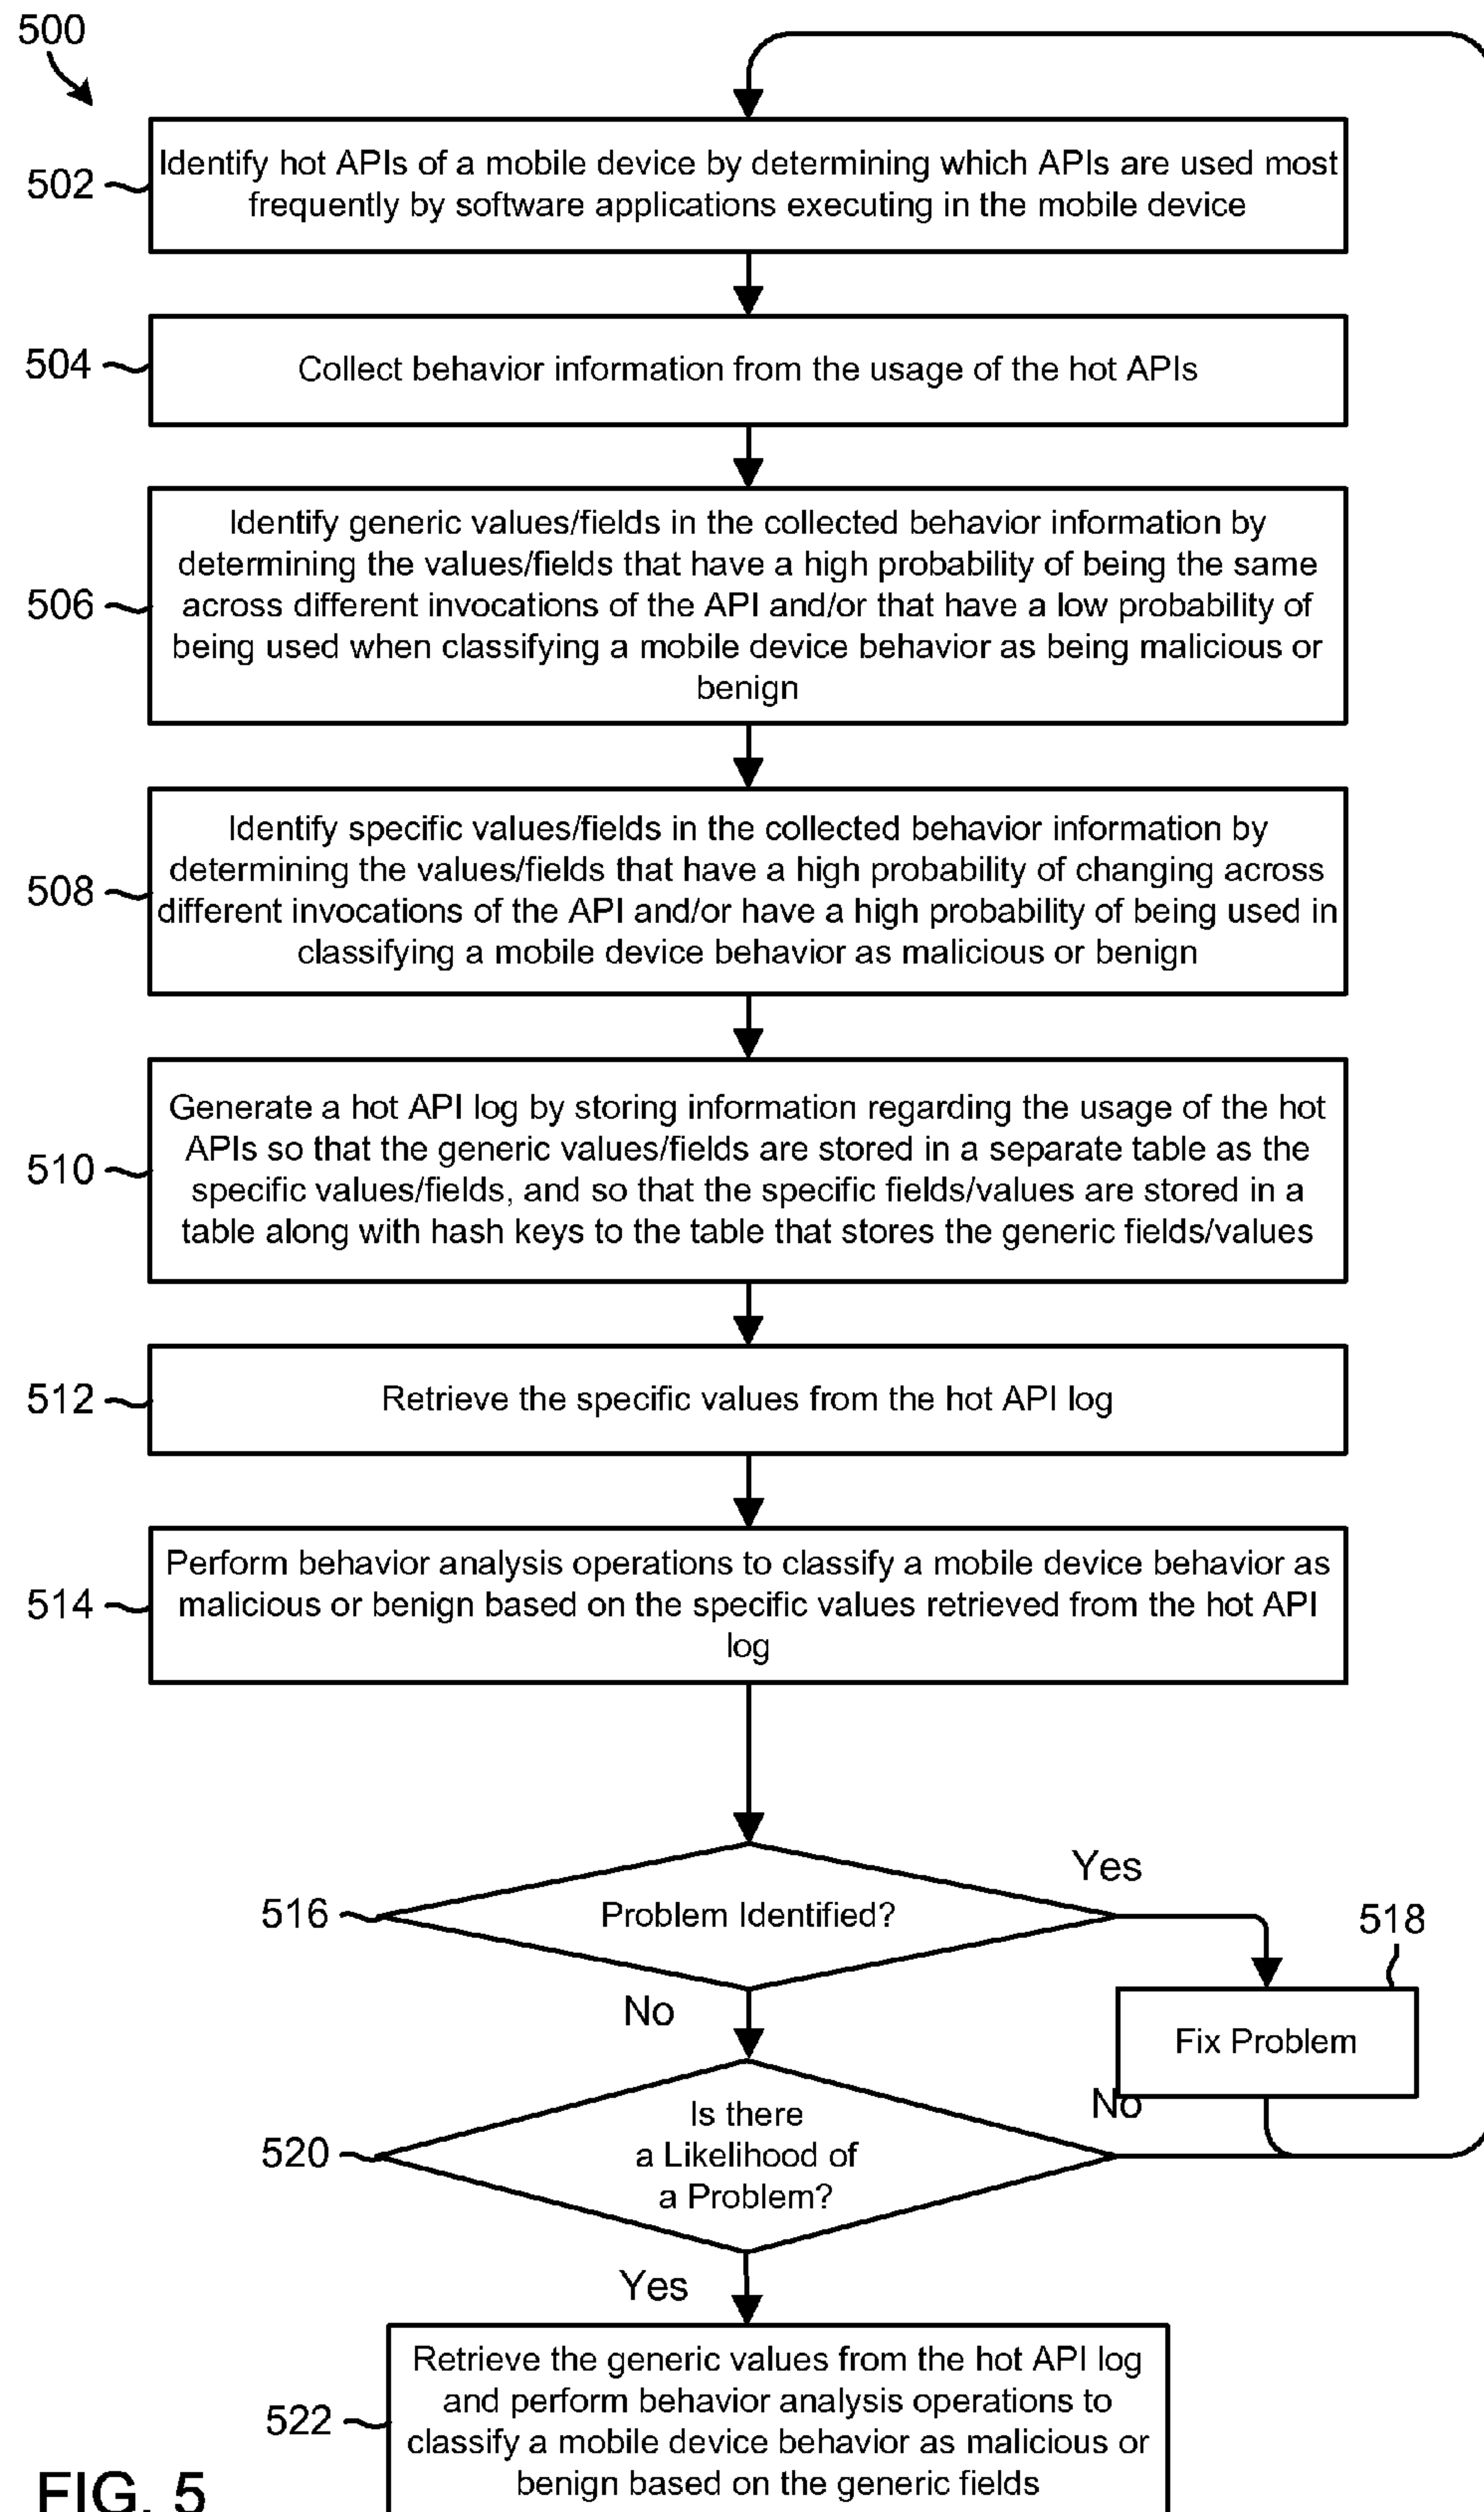 500
502
Identify hot APIs of a mobile device by determining which APIs are used most
frequently by software applications executing in the mobile device
504
Collect behavior information from the usage of the hot APIs
506
Identify generic values/fields in the collected behavior information by
determining the values/fields that have a high probability of being the same
across different invocations of the API and/or that have a low probability of
being used when classifying a mobile device behavior as being malicious or
benign
508
Identify specific values/fields in the collected behavior information by
determining the values/fields that have a high probability of changing across
different invocations of the API and/or have a high probability of being used in
classifying a mobile device behavior as malicious or benign
510
Generate a hot API log by storing information regarding the usage of the hot
APIs so that the generic values/fields are stored in a separate table as the
specific values/fields, and so that the specific fields/values are stored in a
table along with hash keys to the table that stores the generic fields/values
512
Retrieve the specific values from the hot API log
514
Perform behavior analysis operations to classify a mobile device behavior as
malicious or benign based on the specific values retrieved from the hot API
log
516
Problem Identified?
Yes
518
No
Fix Problem
No
520
Is there
a Likelihood of
a Problem?
Yes
522
Retrieve the generic values from the hot API log
and perform behavior analysis operations to
classify a mobile device behavior as malicious or
benign based on the generic fields
FIG. 5